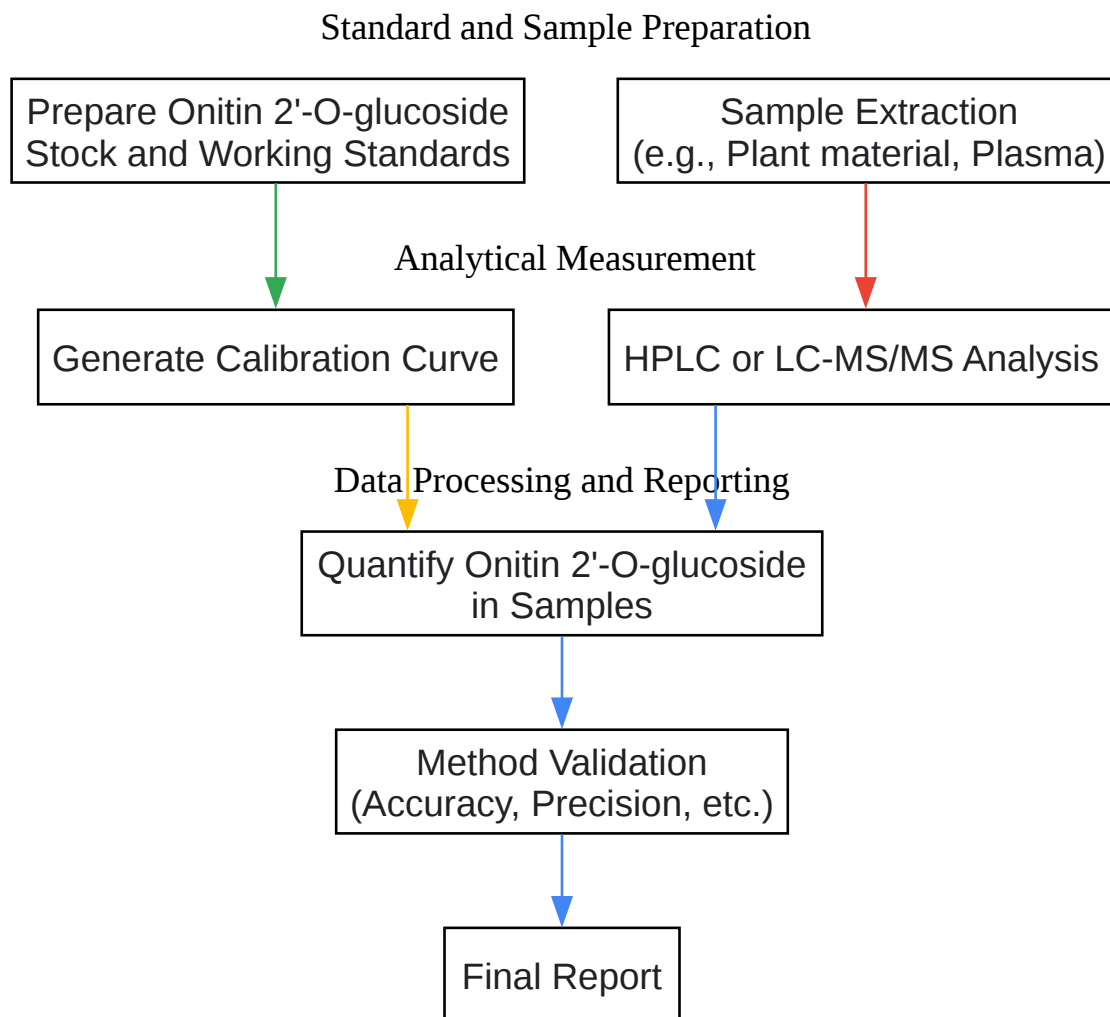 Standard and Sample Preparation
Prepare Onitin 2'-O-glucoside
Stock and Working Standards
Sample Extraction
(e.g., Plant material, Plasma)
Analytical Measurement
Generate Calibration Curve
HPLC or LC-MS/MS Analysis
Data Processing and Reporting
Quantify Onitin 2'-O-glucoside
in Samples
Method Validation
(Accuracy, Precision, etc.)
Final Report